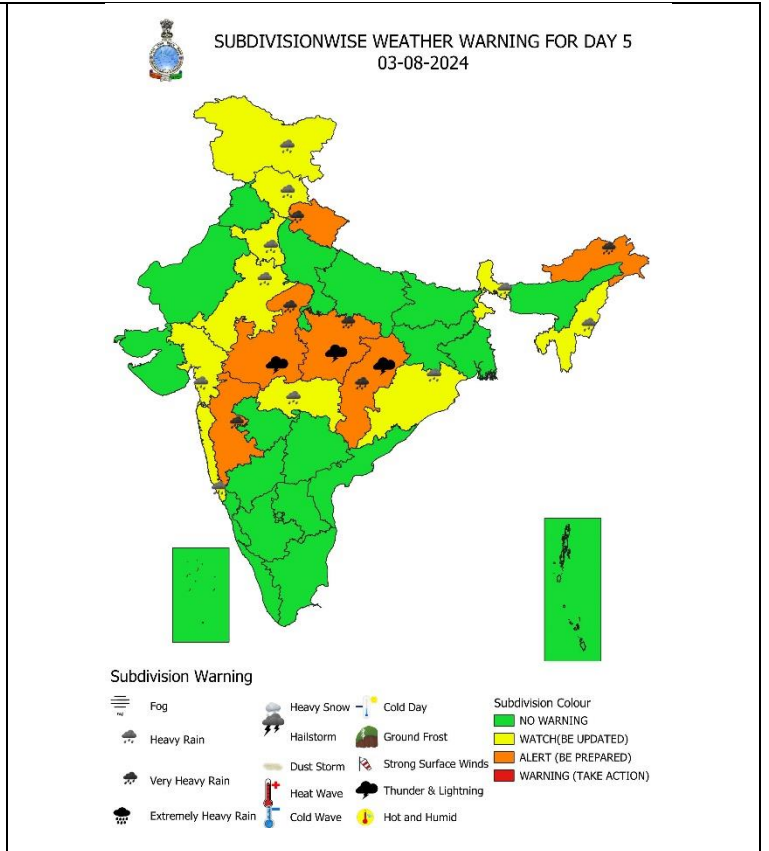 SUBDIVISIONWISE WEATHER WARNING FOR DAY 5
03-08-2024
Subdivision Warning
Fog
Heavy Rain
Very Heavy Rain
Extremely Heavy Rain
Heavy Snow
Hailstorm
Dust Storm
Heat Wave
Cold Wave
Cold Day
Ground Frost
Strong Surface Winds
Thunder & Lightning
Hot and Humid
Subdivision Colour
NO WARNING
WATCH(BE UPDATED)
ALERT (BE PREPARED)
WARNING (TAKE ACTION)